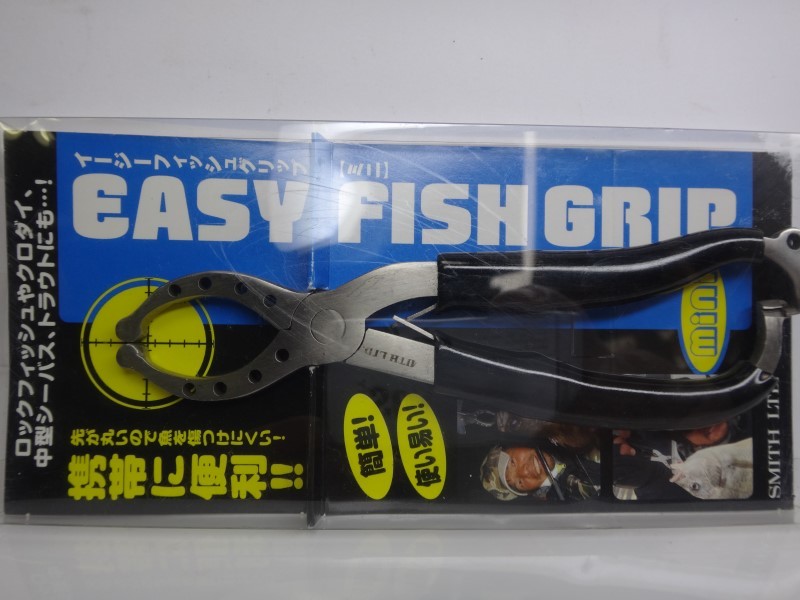 イージーフィッシュグリップ [ミニ]
EASY FISH GRIP
mini
ロックフィッシュやクロダイ、
中型シーバス、トラウトにも…!
先が丸いので魚を傷つけにくい!
携帯に便利!!
簡単!
使い易い!
SMITH LTD